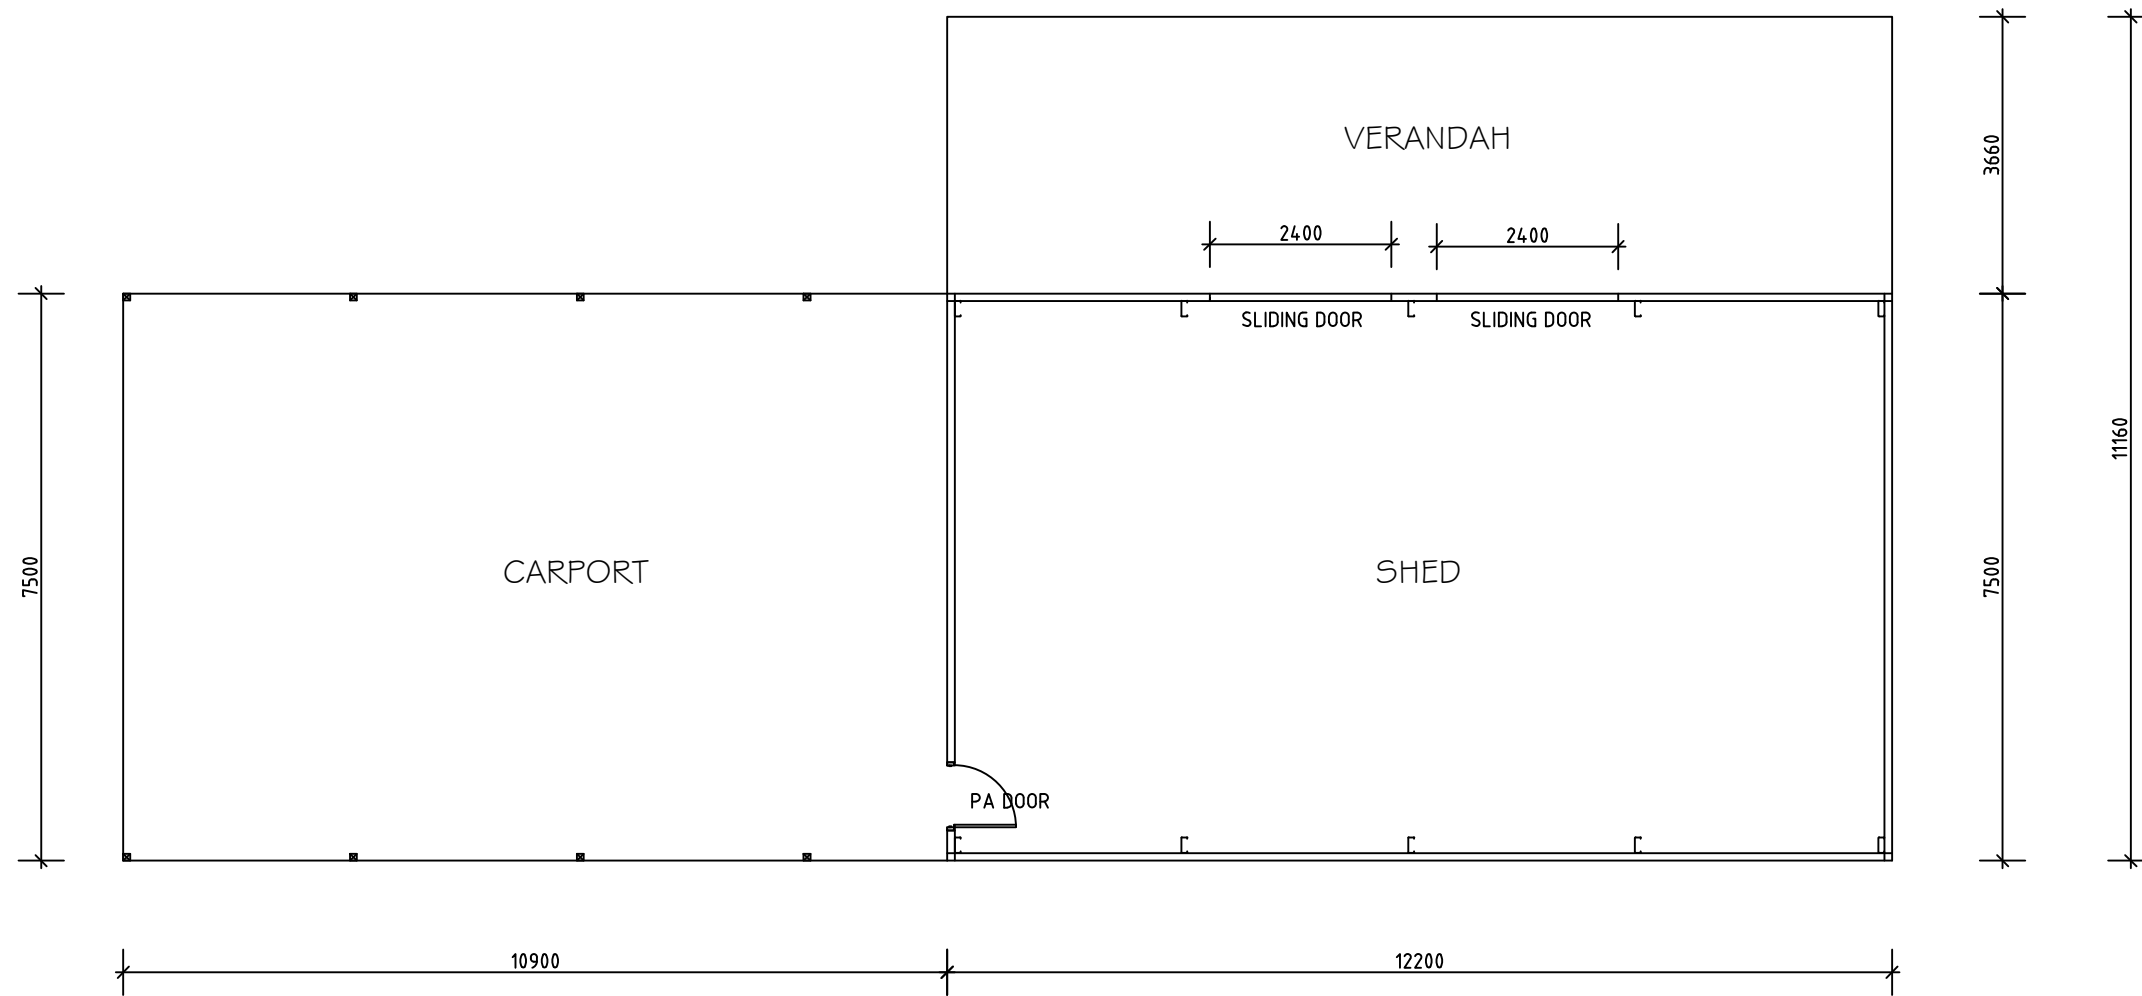 VERANDAH
3660
2400
2400
SLIDING DOOR
SLIDING DOOR
11160
7500
CARPORT
SHED
7500
PA DOOR
10900
12200